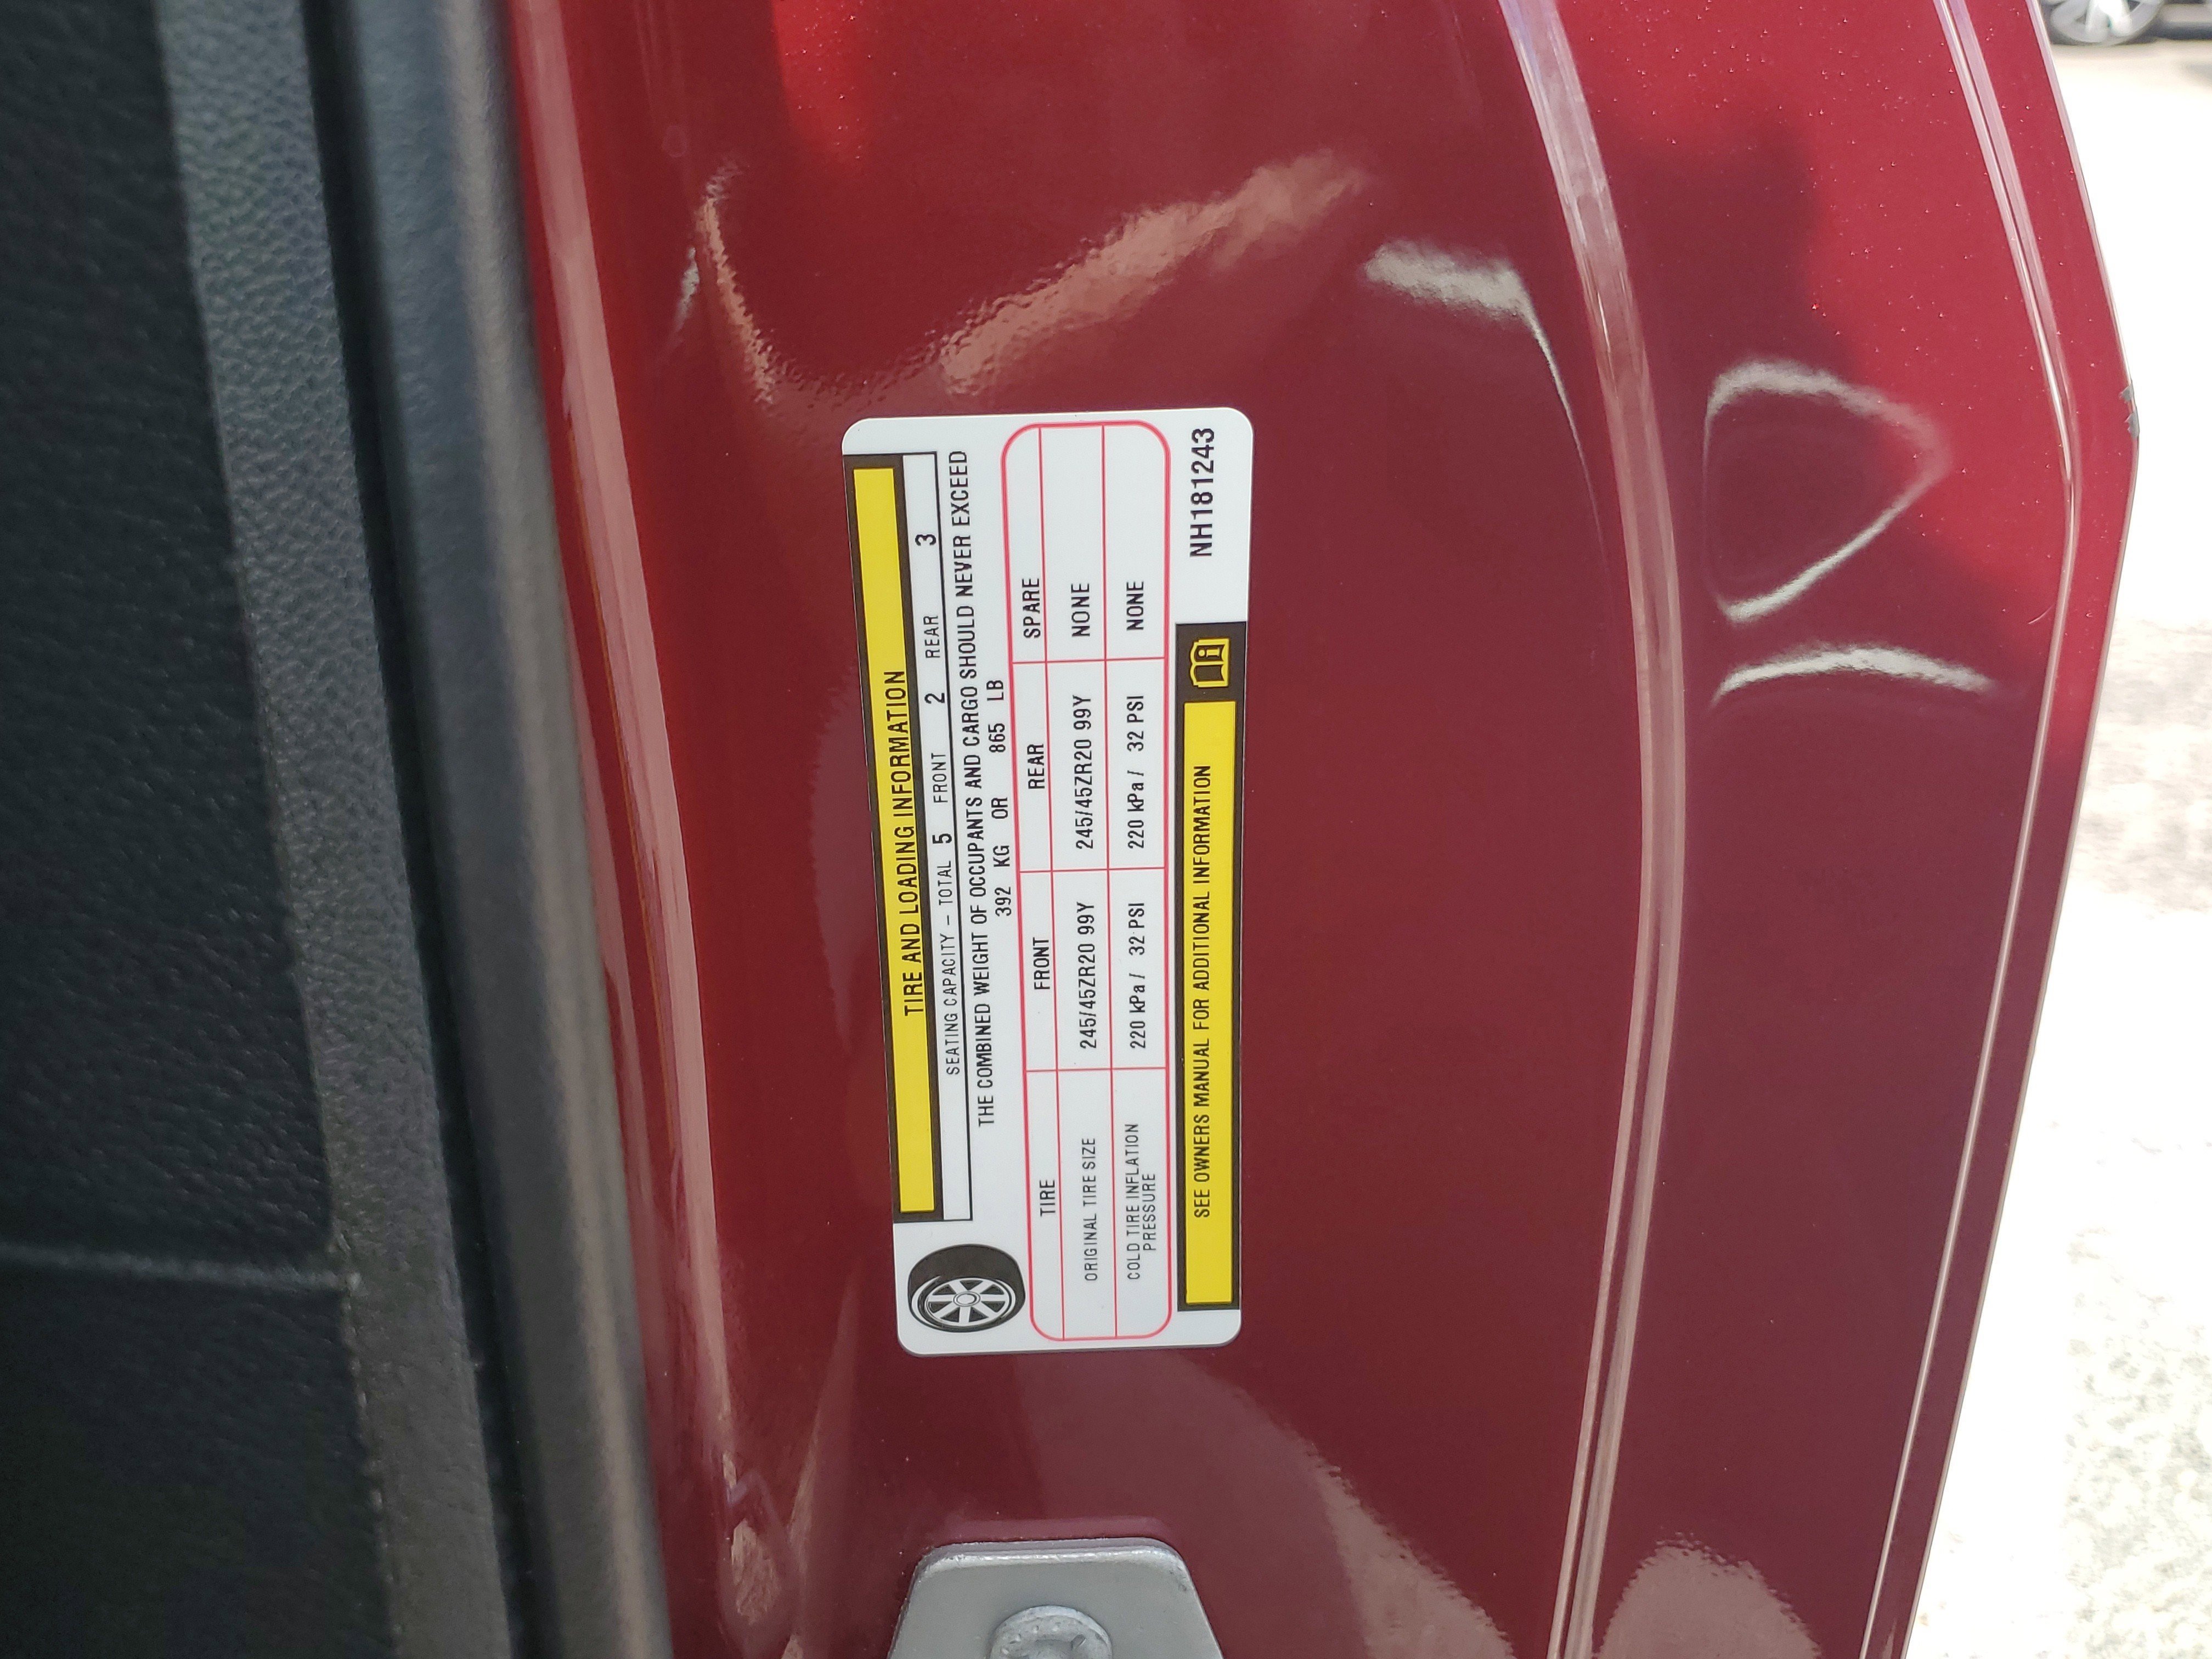 TIRE AND LOADING INFORMATION
SEATING CAPACITY – TOTAL 5 FRONT 2 REAR 3
THE COMBINED WEIGHT OF OCCUPANTS AND CARGO SHOULD NEVER EXCEED
392 KG OR 865 LB
TIRE FRONT REAR SPARE
ORIGINAL TIRE SIZE 245/45ZR20 99Y 245/45ZR20 99Y NONE
COLD TIRE INFLATION PRESSURE 220 kPa / 32 PSI 220 kPa / 32 PSI NONE
SEE OWNERS MANUAL FOR ADDITIONAL INFORMATION
NH181243